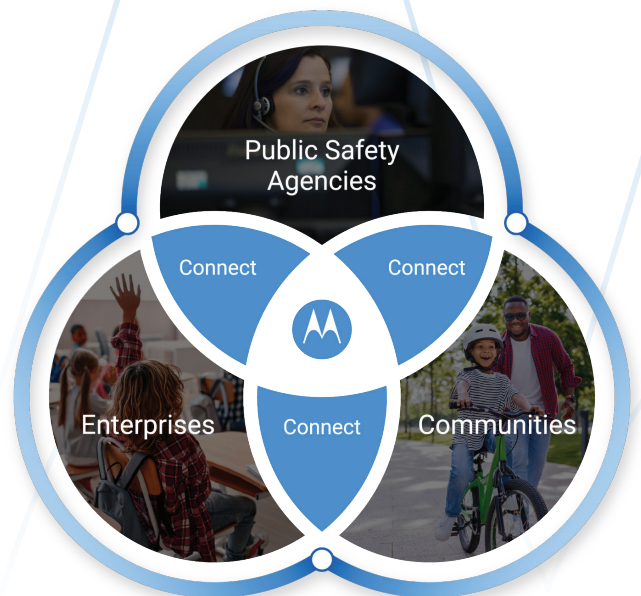 Public Safety
Agencies
Connect
Connect
Enterprises
Connect
Communities